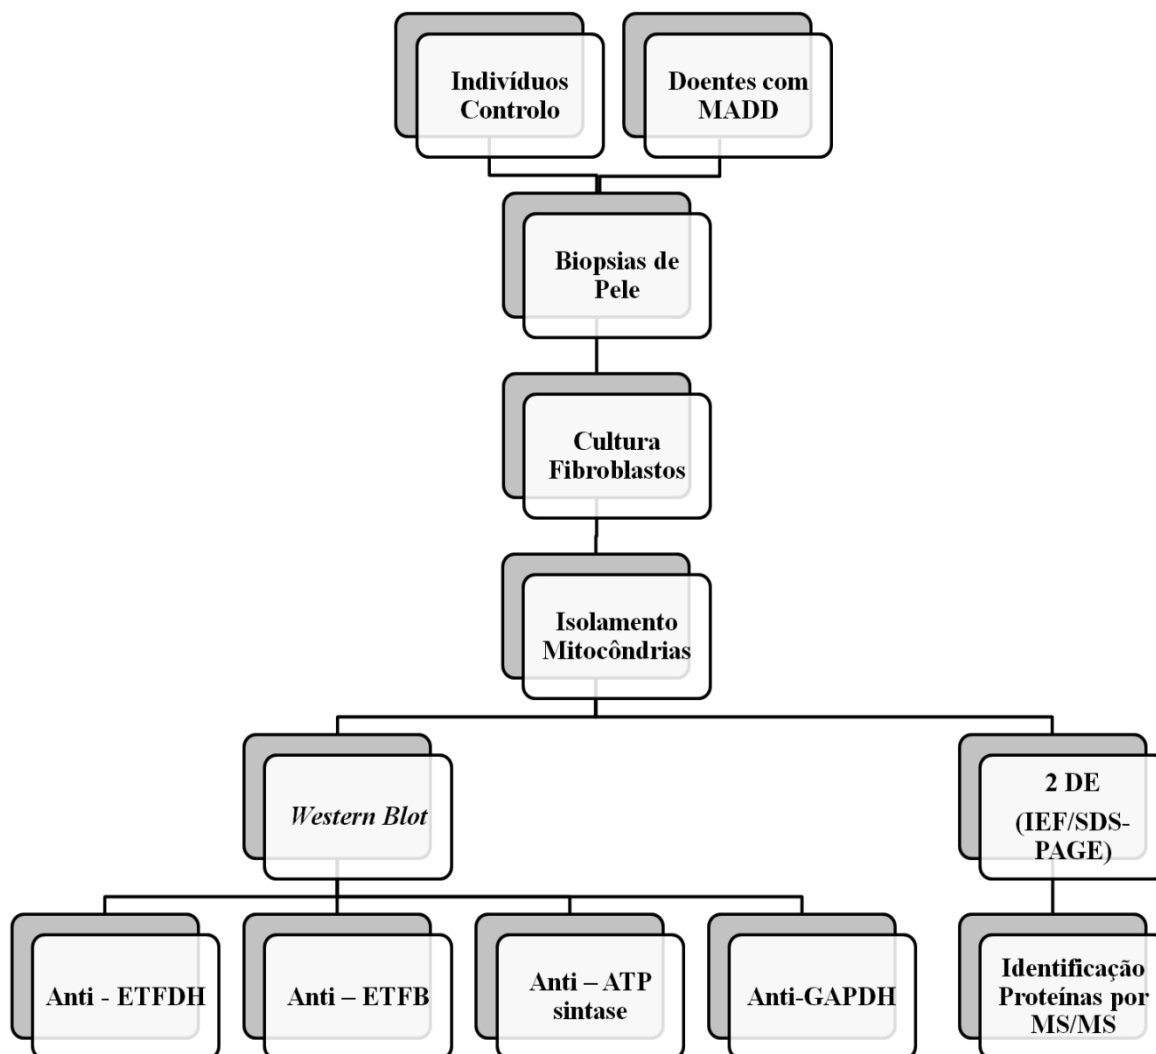 Indivíduos
Controlo
Doentes com
MADD
Biopsias de
Pele
Cultura
Fibroblastos
Isolamento
Mitocôndrias
Western Blot
2 DE
(IEF/SDS-
PAGE)
Anti - ETFDH
Anti – ETFB
Anti – ATP
sintase
Anti-GAPDH
Identificação
Proteínas por
MS/MS